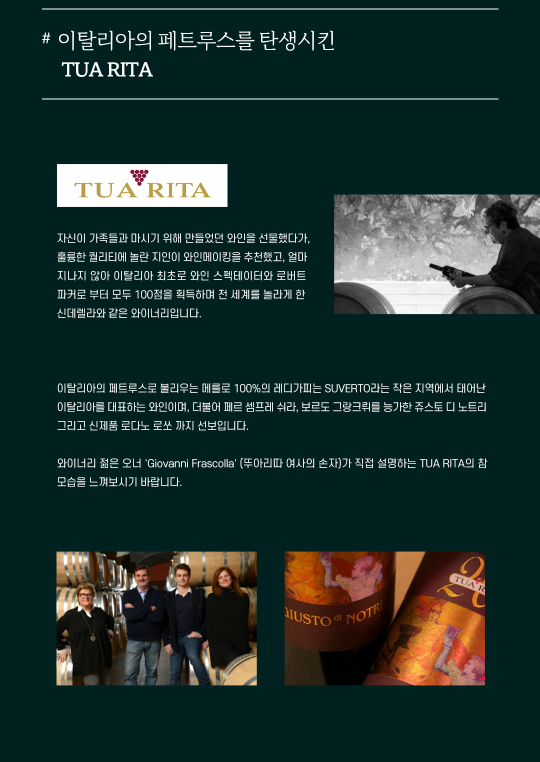 # 이탈리아의 페트루스를 탄생시킨
TUA RITA
TUA RITA
자신이 가족들과 마시기 위해 만들었던 와인을 선물했다가,
훌륭한 퀄리티에 놀란 지인이 와인메이킹을 추천했고, 얼마
지나지 않아 이탈리아 최초로 와인 스펙테이터와 로버트
파커로 부터 모두 100점을 획득하며 전 세계를 놀라게 한
신데렐라와 같은 와이너리입니다.
이탈리아의 페트루스로 불리우는 메를로 100%의 레디가피는 SUVERTO라는 작은 지역에서 태어난
이탈리아를 대표하는 와인이며, 더불어 페르 셈프레 쉬라, 보르도 그랑크뤼를 능가한 쥬스토 디 노트리
그리고 신제품 로다노 로쏘 까지 선보입니다.
와이너리 젊은 오너 'Giovanni Frascolla' (뚜아리따 여사의 손자)가 직접 설명하는 TUA RITA의 참
모습을 느껴보시기 바랍니다.
GIUSTO di NOTRI